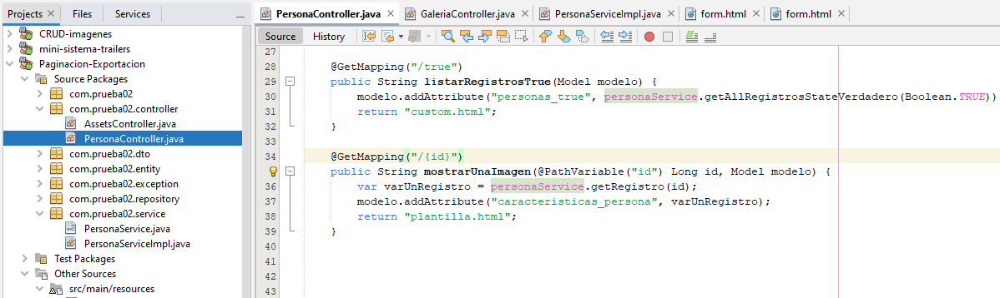 Projects × Files Services
CRUD-imagenes
mini-sistema-trailers
Paginacion-Exportacion
Source Packages
com.prueba02
com.prueba02.controller
AssetsController.java
PersonaController.java
com.prueba02.dto
com.prueba02.entity
com.prueba02.exception
com.prueba02.repository
com.prueba02.service
PersonaService.java
PersonaServiceImpl.java
Test Packages
Other Sources
src/main/resources
PersonaController.java × GaleriaController.java × PersonaServiceImpl.java × form.html × form.html ×
Source History
27
28 @GetMapping("/true")
29 public String listarRegistrosTrue(Model modelo) {
30 modelo.addAttribute("personas_true", personaService.getAllRegistrosStateVerdadero(Boolean.TRUE))
31 return "custom.html";
32 }
33
34 @GetMapping("/{id}")
public String mostrarUnaImagen(@PathVariable("id") Long id, Model modelo) {
36 var varUnRegistro = personaService.getRegistro(id);
37 modelo.addAttribute("caracteristicas_persona", varUnRegistro);
38 return "plantilla.html";
39 }
40
41
42
43